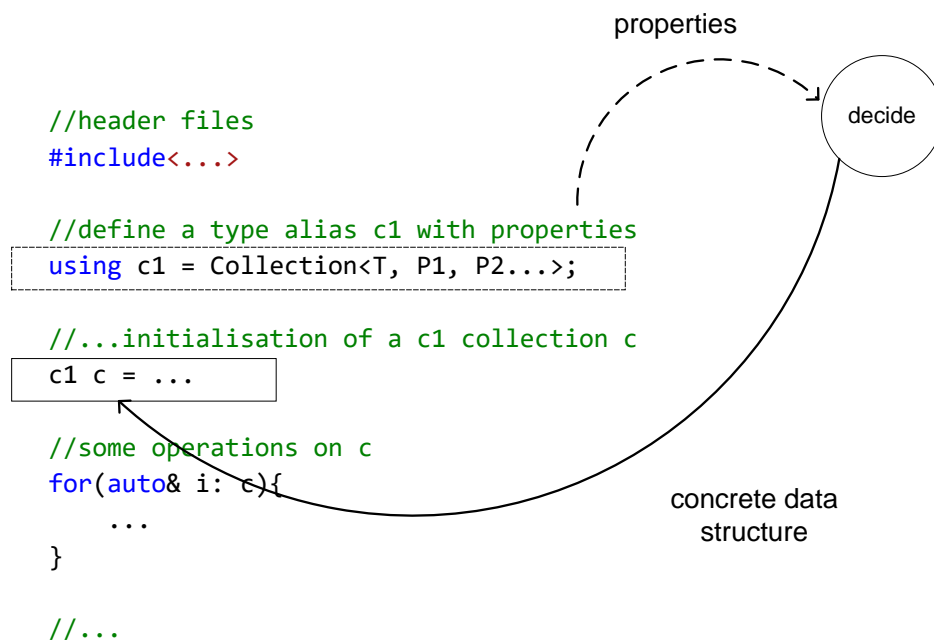 properties
decide
//header files
#include<...>
//define a type alias c1 with properties
using c1 = Collection<T, P1, P2...>;
//...initialisation of a c1 collection c
c1 c = ...
//some operations on c
for(auto& i: c){
...
}
//...
concrete data
structure